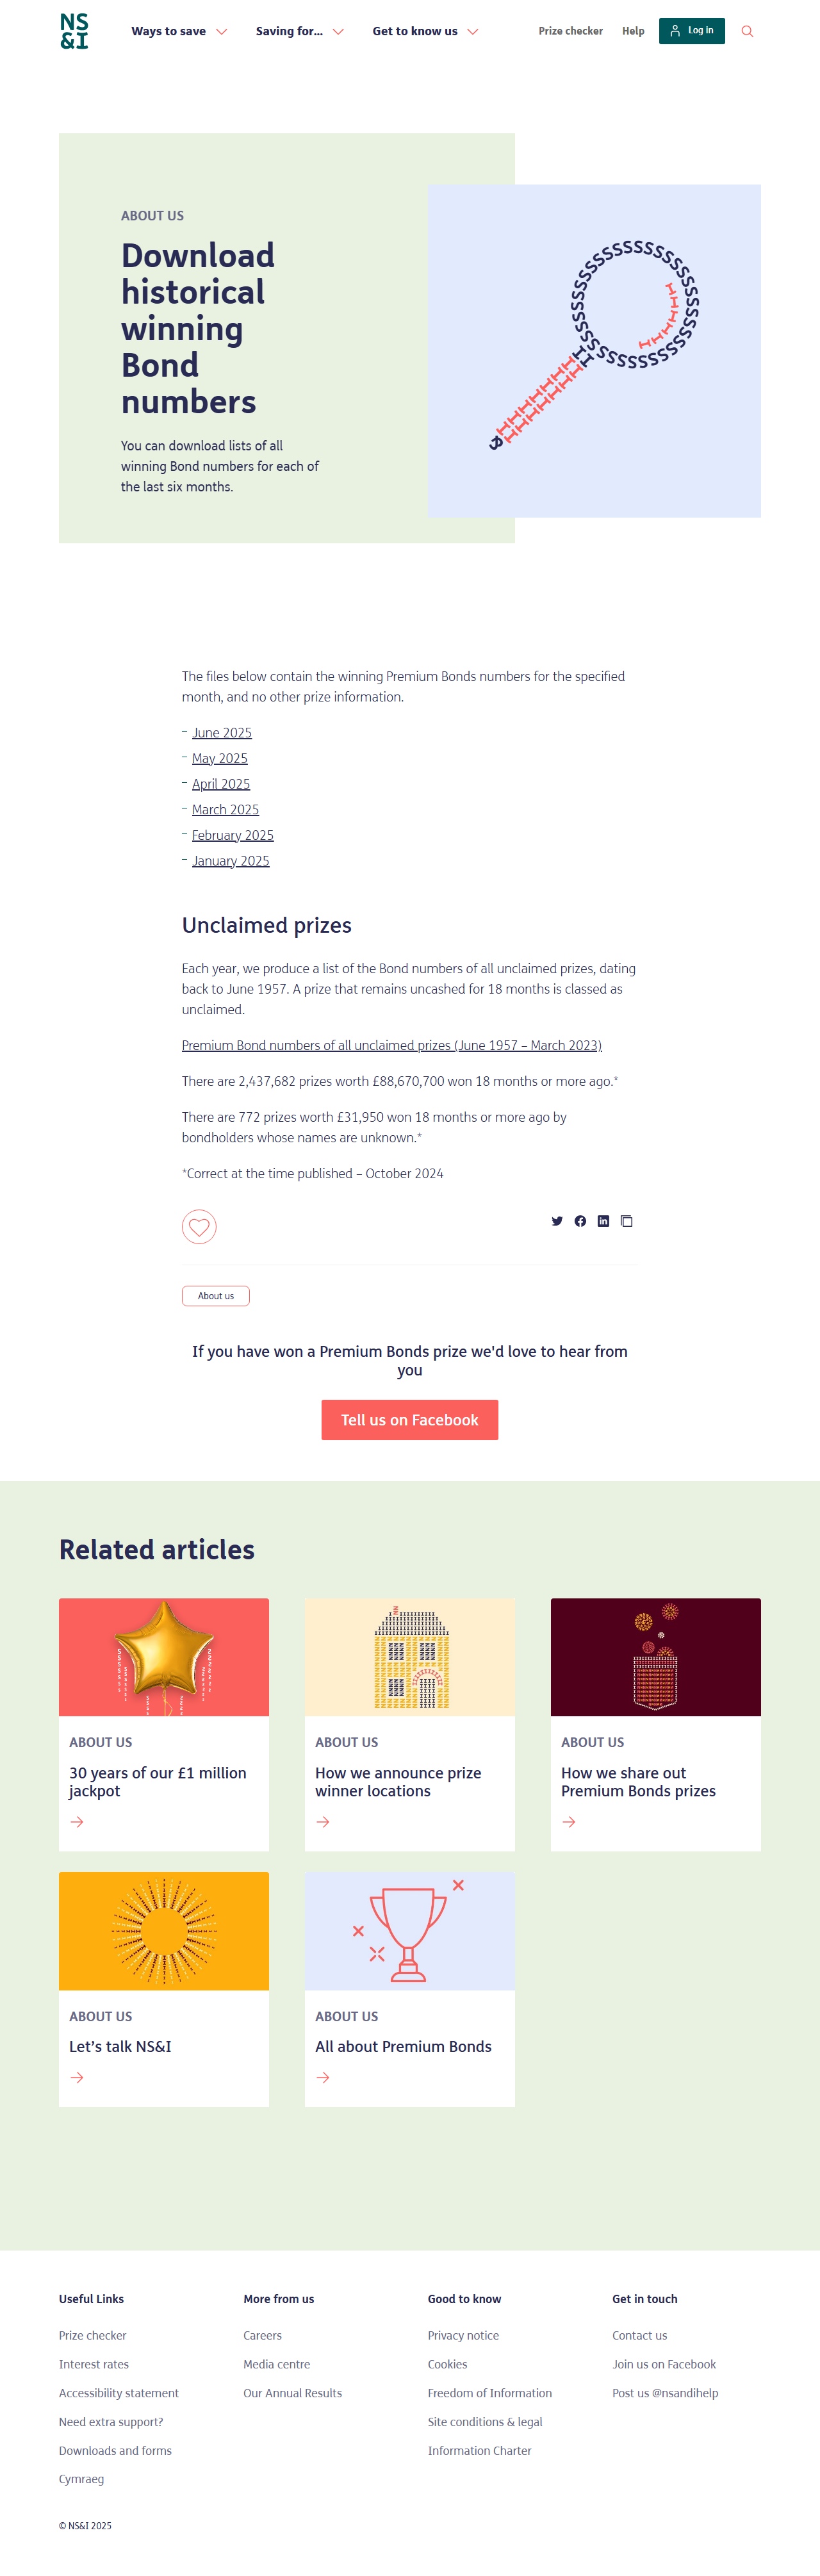 NS
&I
Ways to save
Saving for...
Get to know us
Prize checker
Help
Log in
ABOUT US
Download
historical
winning
Bond
numbers
You can download lists of all
winning Bond numbers for each of
the last six months.
The files below contain the winning Premium Bonds numbers for the specified
month, and no other prize information.
– June 2025
– May 2025
– April 2025
– March 2025
– February 2025
– January 2025
Unclaimed prizes
Each year, we produce a list of the Bond numbers of all unclaimed prizes, dating
back to June 1957. A prize that remains uncashed for 18 months is classed as
unclaimed.
Premium Bond numbers of all unclaimed prizes (June 1957 – March 2023)
There are 2,437,682 prizes worth £88,670,700 won 18 months or more ago.*
There are 772 prizes worth £31,950 won 18 months or more ago by
bondholders whose names are unknown.*
*Correct at the time published – October 2024
About us
If you have won a Premium Bonds prize we'd love to hear from
you
Tell us on Facebook
Related articles
ABOUT US
30 years of our £1 million
jackpot
ABOUT US
How we announce prize
winner locations
ABOUT US
How we share out
Premium Bonds prizes
ABOUT US
Let’s talk NS&I
ABOUT US
All about Premium Bonds
Useful Links
Prize checker
Interest rates
Accessibility statement
Need extra support?
Downloads and forms
Cymraeg
More from us
Careers
Media centre
Our Annual Results
Good to know
Privacy notice
Cookies
Freedom of Information
Site conditions & legal
Information Charter
Get in touch
Contact us
Join us on Facebook
Post us @nsandihelp
© NS&I 2025